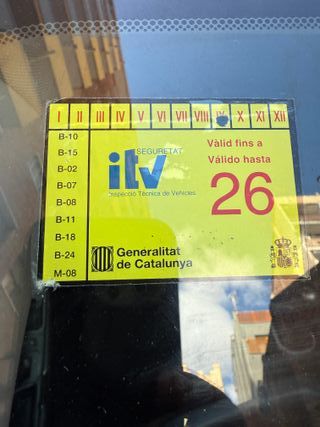 I II III IV V VI VII VIII IX X XI XII
B-10
B-15
B-02
B-07
B-08
B-11
B-18
B-24
M-08
SEGURETAT
itv
Inspecció Tècnica de Vehicles
Vàlid fins a
Válido hasta
26
Generalitat
de Catalunya